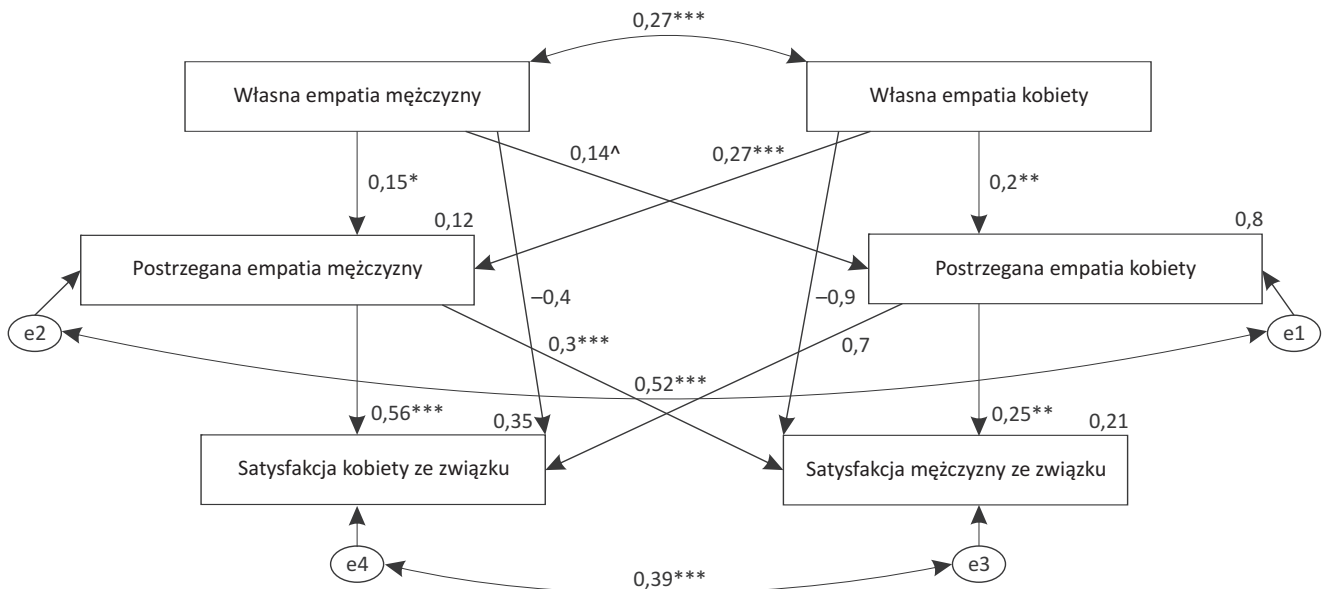 0,27***
Własna empatia mężczyzny
Własna empatia kobiety
0,14^
0,27***
0,15*
0,2**
0,12
0,8
Postrzegana empatia mężczyzny
Postrzegana empatia kobiety
–0,4
–0,9
e2
e1
0,3***
0,7
0,52***
0,56***
0,35
0,25**
0,21
Satysfakcja kobiety ze związku
Satysfakcja mężczyzny ze związku
e4
e3
0,39***